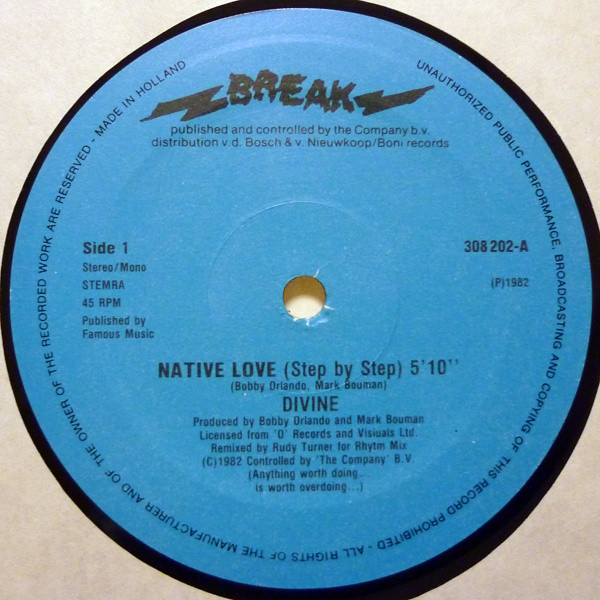 BREAK
published and controlled by the Company b.v.
distribution v.d. Bosch & v. Nieuwkoop/Boni records
Side 1
Stereo/Mono
STEMRA
45 RPM
Published by
Famous Music
308 202-A
(P)1982
NATIVE LOVE (Step by Step) 5'10''
(Bobby Orlando, Mark Bouman)
DIVINE
Produced by Bobby Orlando and Mark Bouman
Licensed from 'O' Records and Visiuals Ltd.
Remixed by Rudy Turner for Rhytm Mix
(C)1982 Controlled by 'The Company' B.V.
(Anything worth doing...
is worth overdoing...)
UNAUTHORIZED PUBLIC PERFORMANCE, BROADCASTING AND COPYING OF THIS RECORD PROHIBITED - ALL RIGHTS OF THE MANUFACTURER AND OF THE OWNER OF THE RECORDED WORK ARE RESERVED - MADE IN HOLLAND